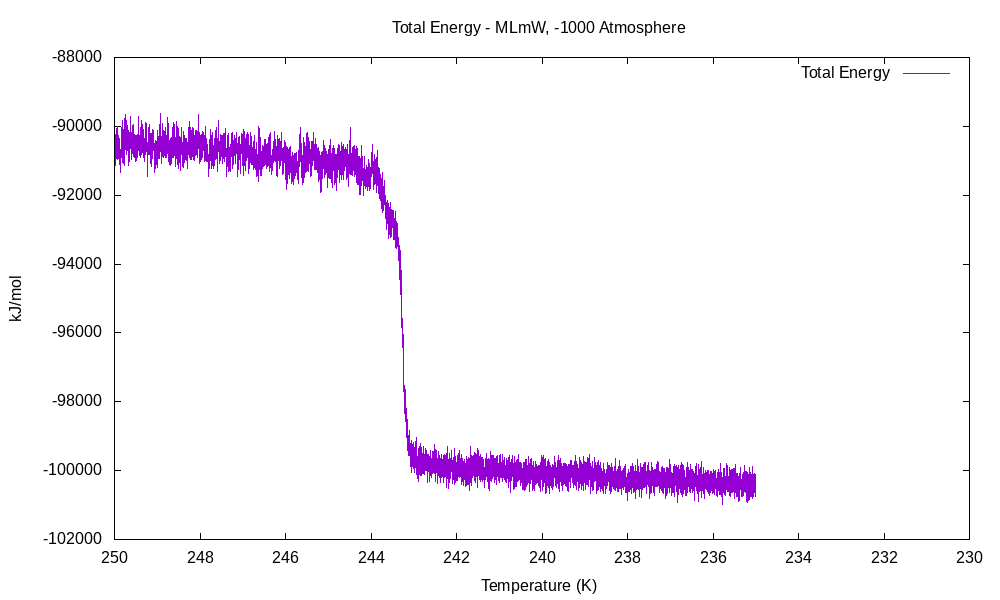 Total Energy - MLmW, -1000 Atmosphere
Total Energy
-88000
-90000
-92000
-94000
-96000
-98000
-100000
-102000
kJ/mol
250 248 246 244 242 240 238 236 234 232 230
Temperature (K)